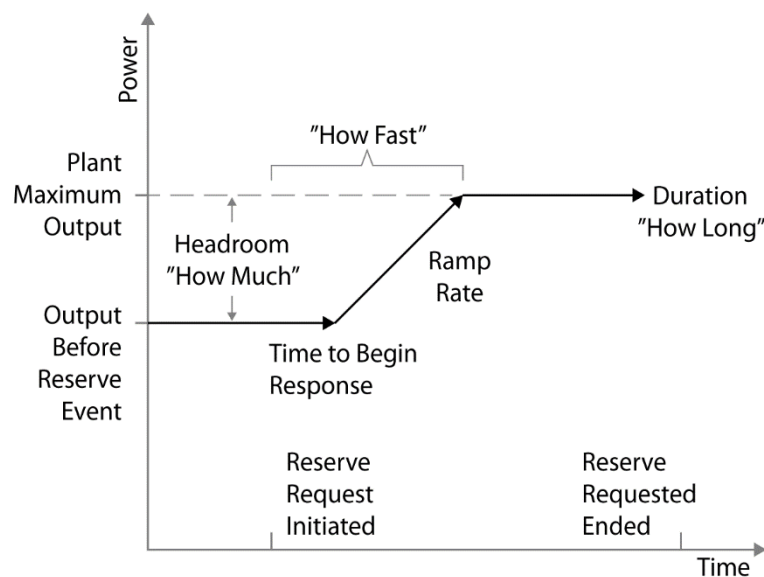 Power
"How Fast"
Plant
Maximum
Output
Headroom
"How Much"
Duration
"How Long"
Ramp
Rate
Output
Before
Reserve
Event
Time to Begin
Response
Reserve
Request
Initiated
Reserve
Requested
Ended
Time